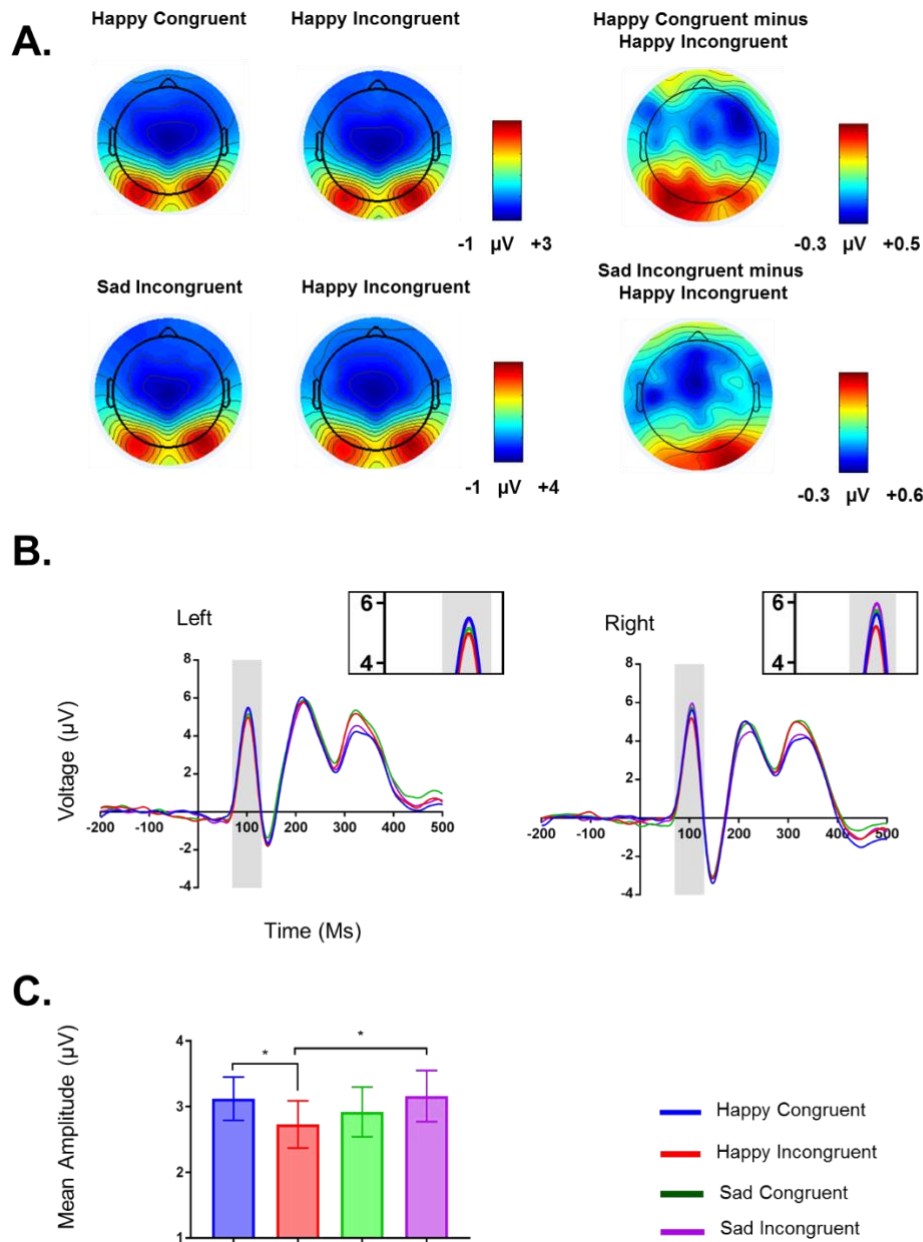 A.
Happy Congruent
Happy Incongruent
Happy Congruent minus
Happy Incongruent
-1 µV +3
-0.3 µV +0.5
Sad Incongruent
Happy Incongruent
Sad Incongruent minus
Happy Incongruent
-1 µV +4
-0.3 µV +0.6
B.
Left
6
4
Right
6
4
Voltage (µV)
8
4
0
-2
-4
-200 -100 100 200 300 400 500
8
4
0
-2
-4
-200 -100 100 200 300 400 500
Time (Ms)
C.
Mean Amplitude (µV)
4
3
2
1
*
*
Happy Congruent
Happy Incongruent
Sad Congruent
Sad Incongruent